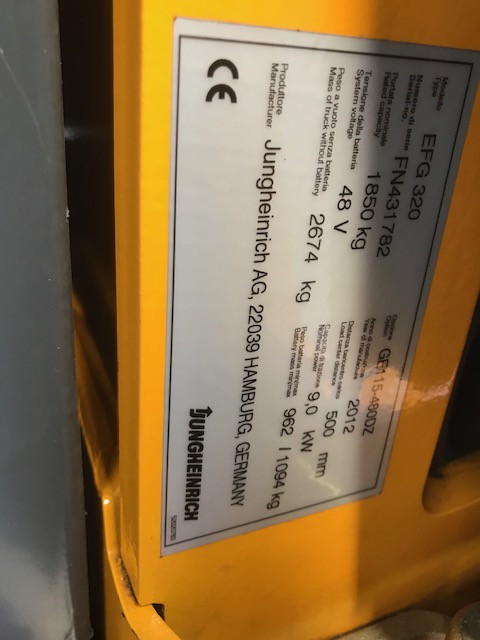 Modello
Type EFG 320
Opzione
Option GE115-480DZ
Numero di serie
Serial-no. FN431782
Anno di costruzione
Year of manufacture 2012
Portata nominale
Rated capacity 1850 kg
Distanza baricentro carico
Load center distance 500 mm
Tensione della batteria
System voltage 48 V
Capacità di trazione
Nominal power 9,0 kW
Peso a vuoto senza batteria
Mass of truck without battery 2674 kg
Peso batteria min/max
Battery mass min/max 962 / 1094 kg
Produttore
Manufacturer Jungheinrich AG, 22039 HAMBURG, GERMANY
CE
JUNGHEINRICH